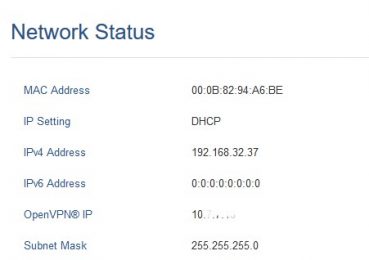 Network Status
MAC Address 00:0B:82:94:A6:BE
IP Setting DHCP
IPv4 Address 192.168.32.37
IPv6 Address 0:0:0:0:0:0:0:0
OpenVPN® IP 10.
Subnet Mask 255.255.255.0